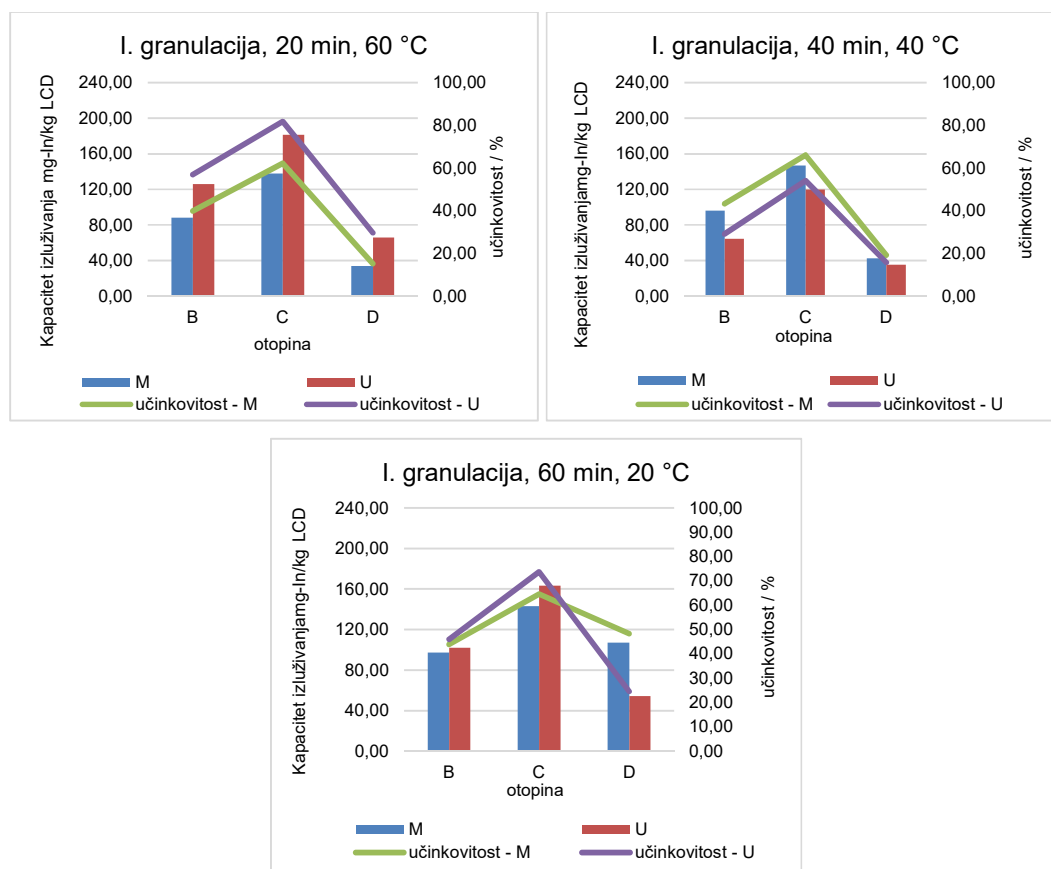 I. granulacija, 20 min, 60 °C
Kapacitet izluživanja mg-In/kg LCD
240,00
200,00
160,00
120,00
80,00
40,00
0,00
100,00
80,00
60,00
40,00
20,00
0,00
učinkovitost / %
B C D
otopina
M U
učinkovitost - M učinkovitost - U
I. granulacija, 40 min, 40 °C
Kapacitet izluživanjamg-In/kg LCD
240,00
200,00
160,00
120,00
80,00
40,00
0,00
100,00
80,00
60,00
40,00
20,00
0,00
učinkovitost / %
B C D
otopina
M U
učinkovitost - M učinkovitost - U
I. granulacija, 60 min, 20 °C
Kapacitet izluživanjamg-In/kg LCD
240,00
200,00
160,00
120,00
80,00
40,00
0,00
100,00
90,00
80,00
70,00
60,00
50,00
40,00
30,00
20,00
10,00
0,00
učinkovitost / %
B C D
otopina
M U
učinkovitost - M učinkovitost - U